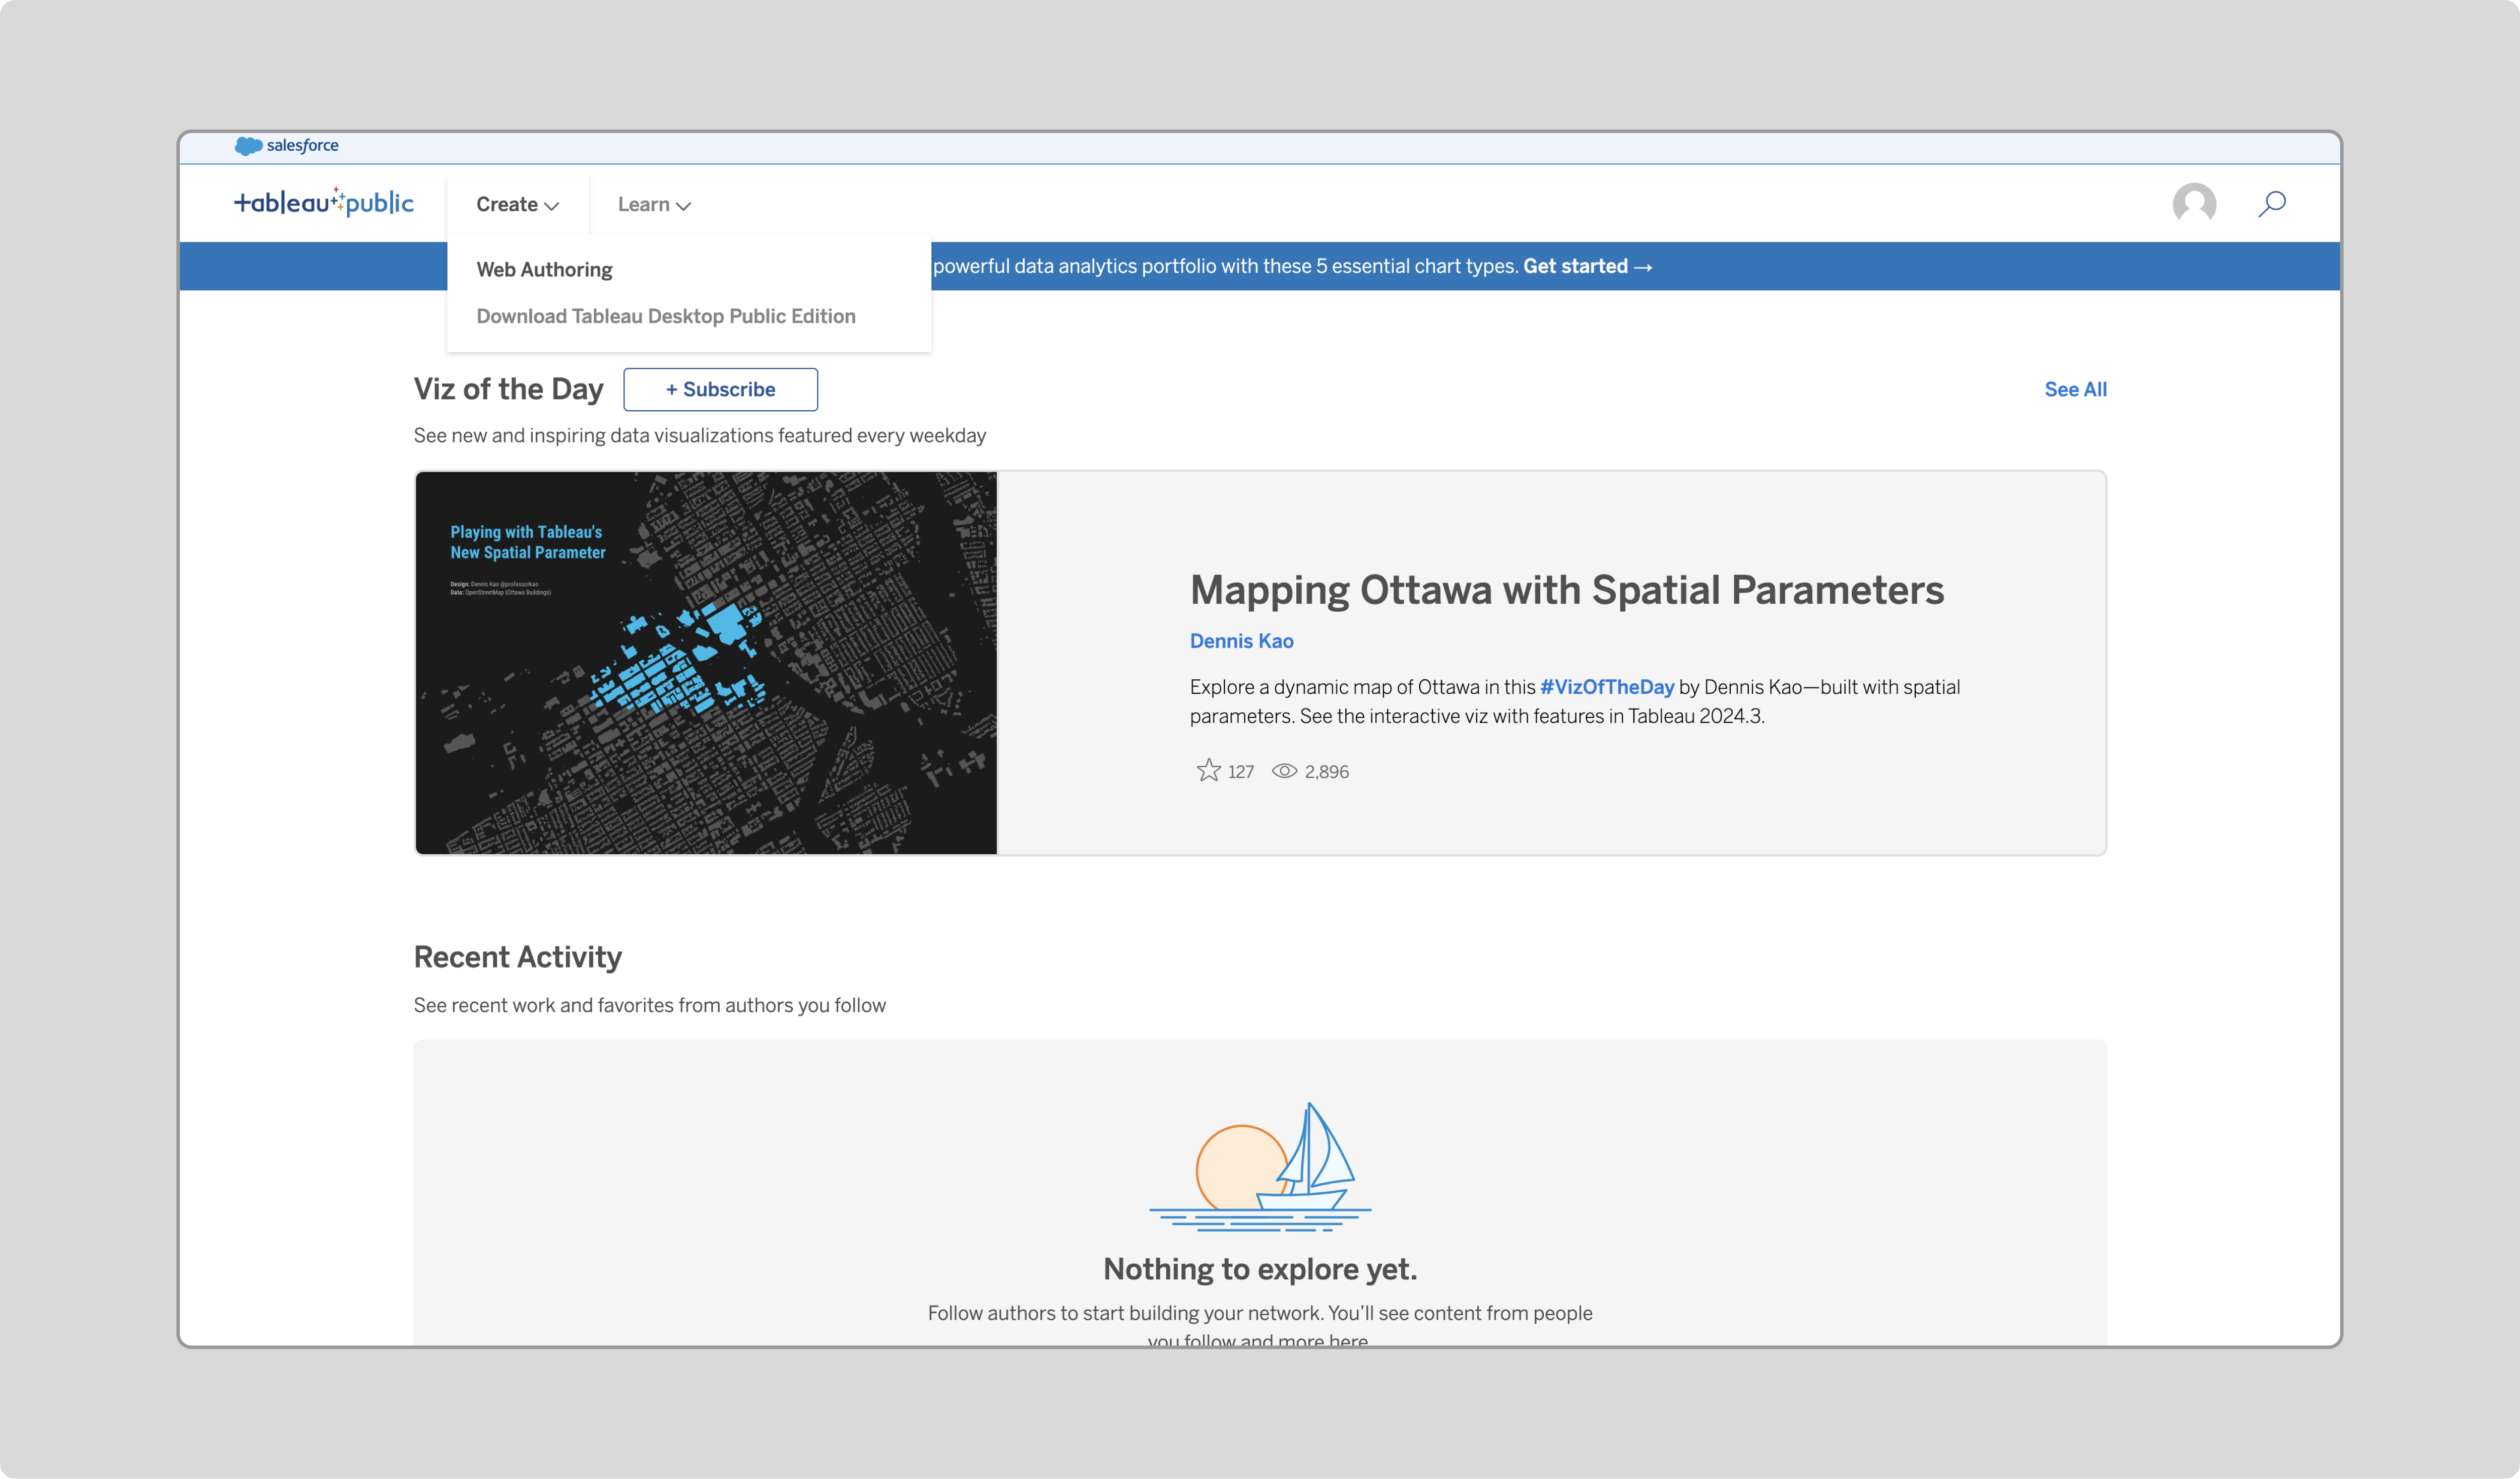 salesforce
tableau public
Create
Learn
Web Authoring
Download Tableau Desktop Public Edition
powerful data analytics portfolio with these 5 essential chart types. Get started →
Viz of the Day
+ Subscribe
See All
See new and inspiring data visualizations featured every weekday
Playing with Tableau's
New Spatial Parameter
Design: Dennis Kao @professorkao
Data: OpenStreetMap (Ottawa Buildings)
Mapping Ottawa with Spatial Parameters
Dennis Kao
Explore a dynamic map of Ottawa in this #VizOfTheDay by Dennis Kao—built with spatial
parameters. See the interactive viz with features in Tableau 2024.3.
127 2,896
Recent Activity
See recent work and favorites from authors you follow
Nothing to explore yet.
Follow authors to start building your network. You'll see content from people
you follow and more here